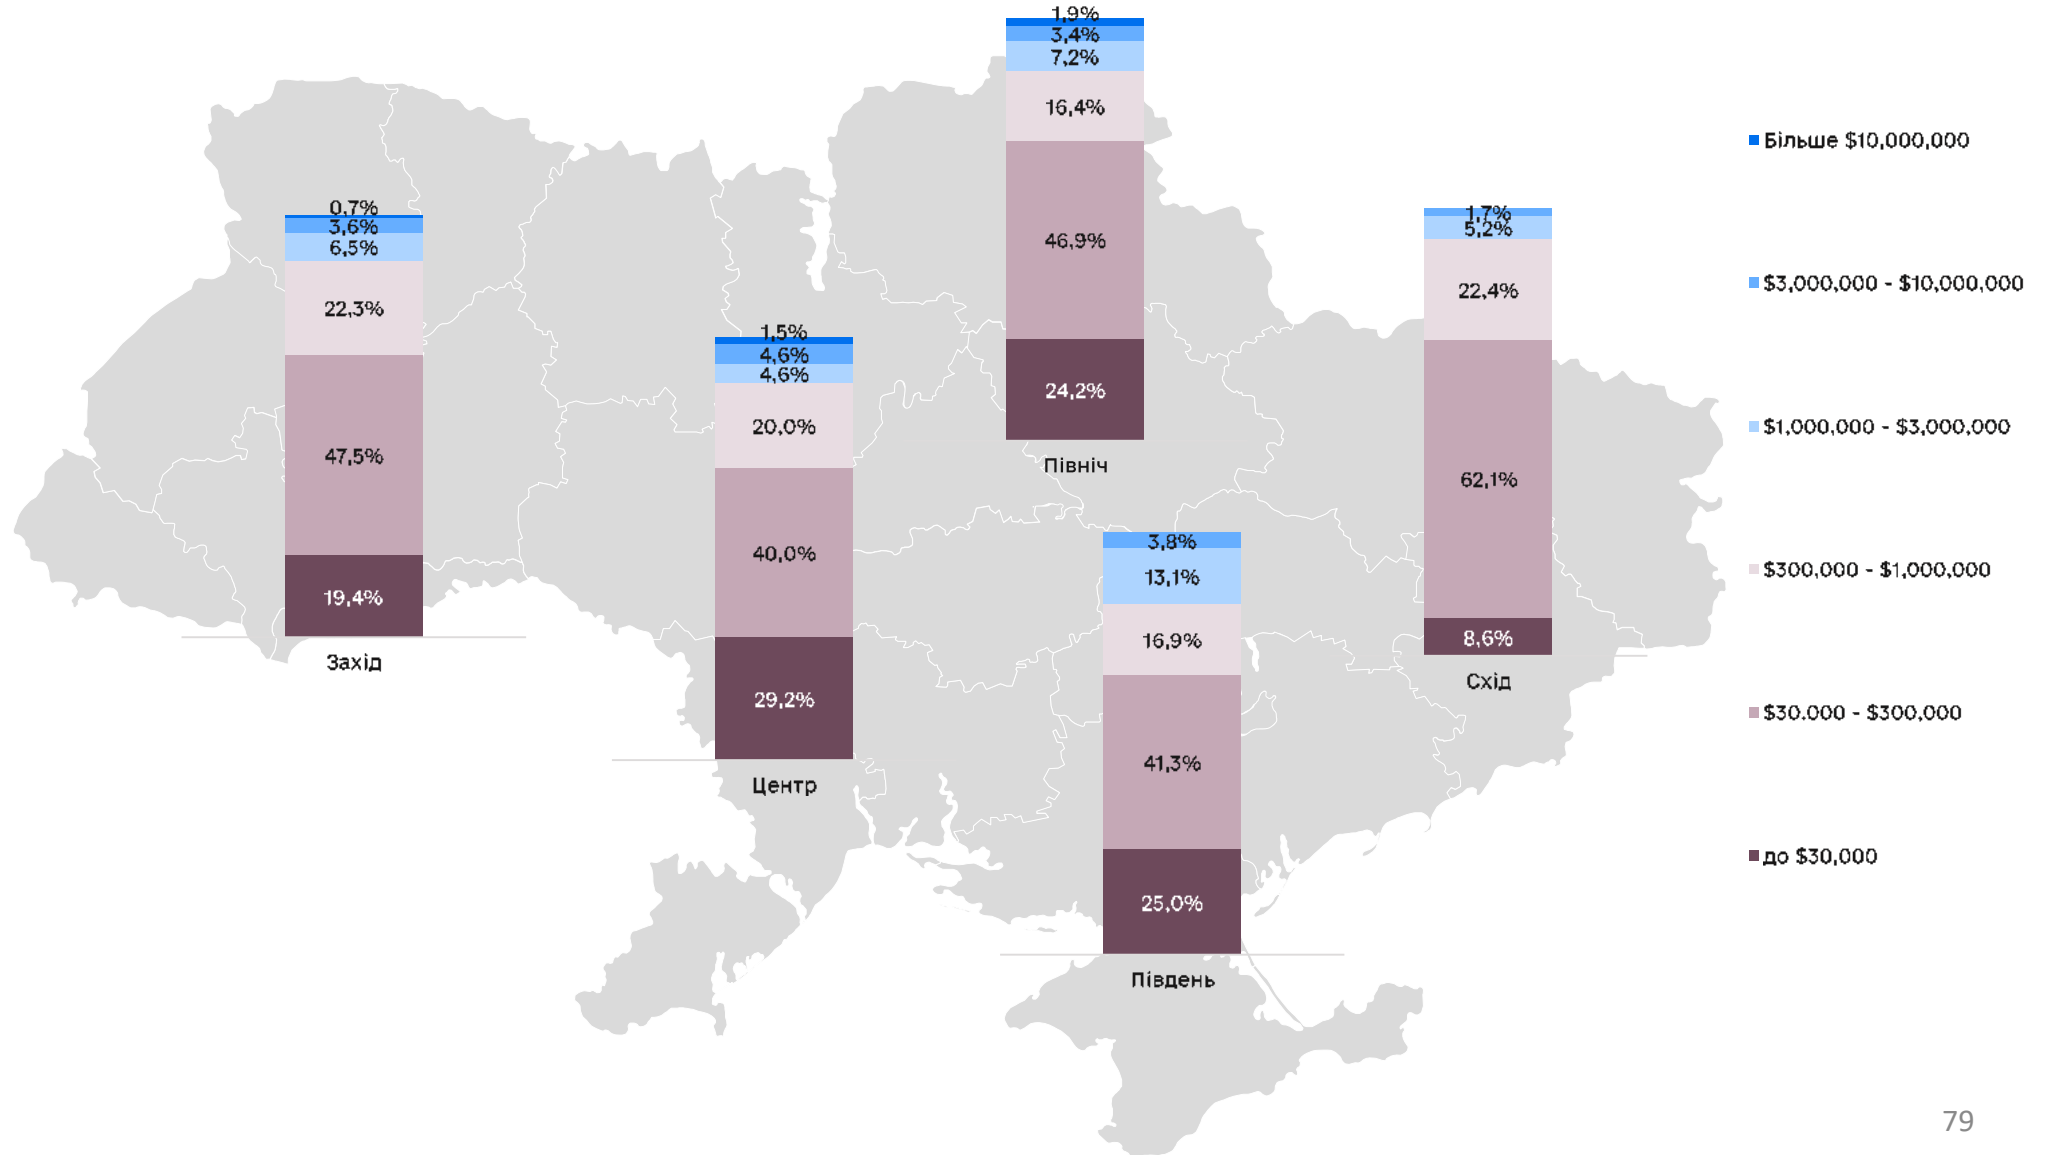 1,9%
3,4%
7,2%
16,4%
46,9%
24,2%
Північ
0,7%
3,6%
6,5%
22,3%
47,5%
19,4%
Захід
1,5%
4,6%
4,6%
20,0%
40,0%
29,2%
Центр
3,8%
13,1%
16,9%
41,3%
25,0%
Південь
1,7%
5,2%
22,4%
62,1%
8,6%
Схід
Більше $10,000,000
$3,000,000 - $10,000,000
$1,000,000 - $3,000,000
$300,000 - $1,000,000
$30.000 - $300,000
до $30,000
79